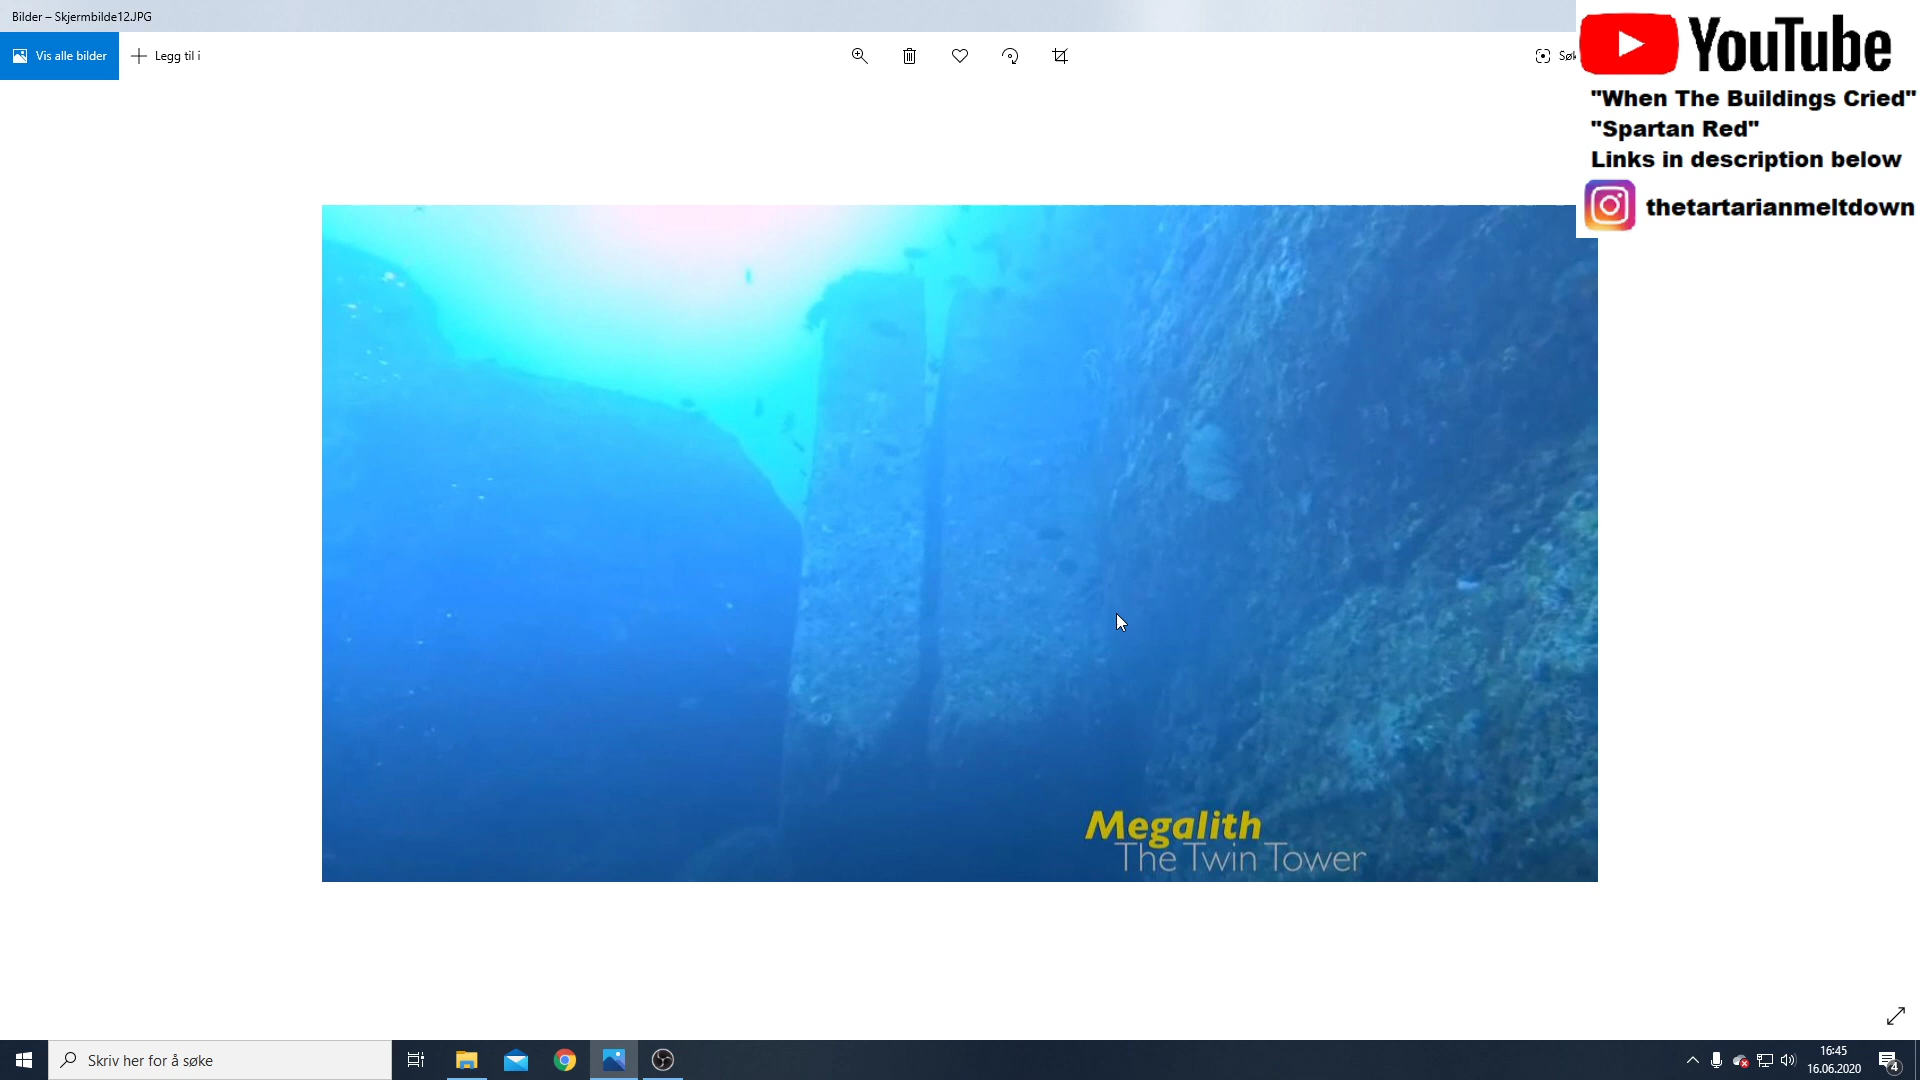 Bilder – Skjermbilde12.JPG
Vis alle bilder
Legg til i
Søk
YouTube
"When The Buildings Cried"
"Spartan Red"
Links in description below
thetartarianmeltdown
Megalith
The Twin Tower
Skriv her for å søke
16:45
16.06.2020
4